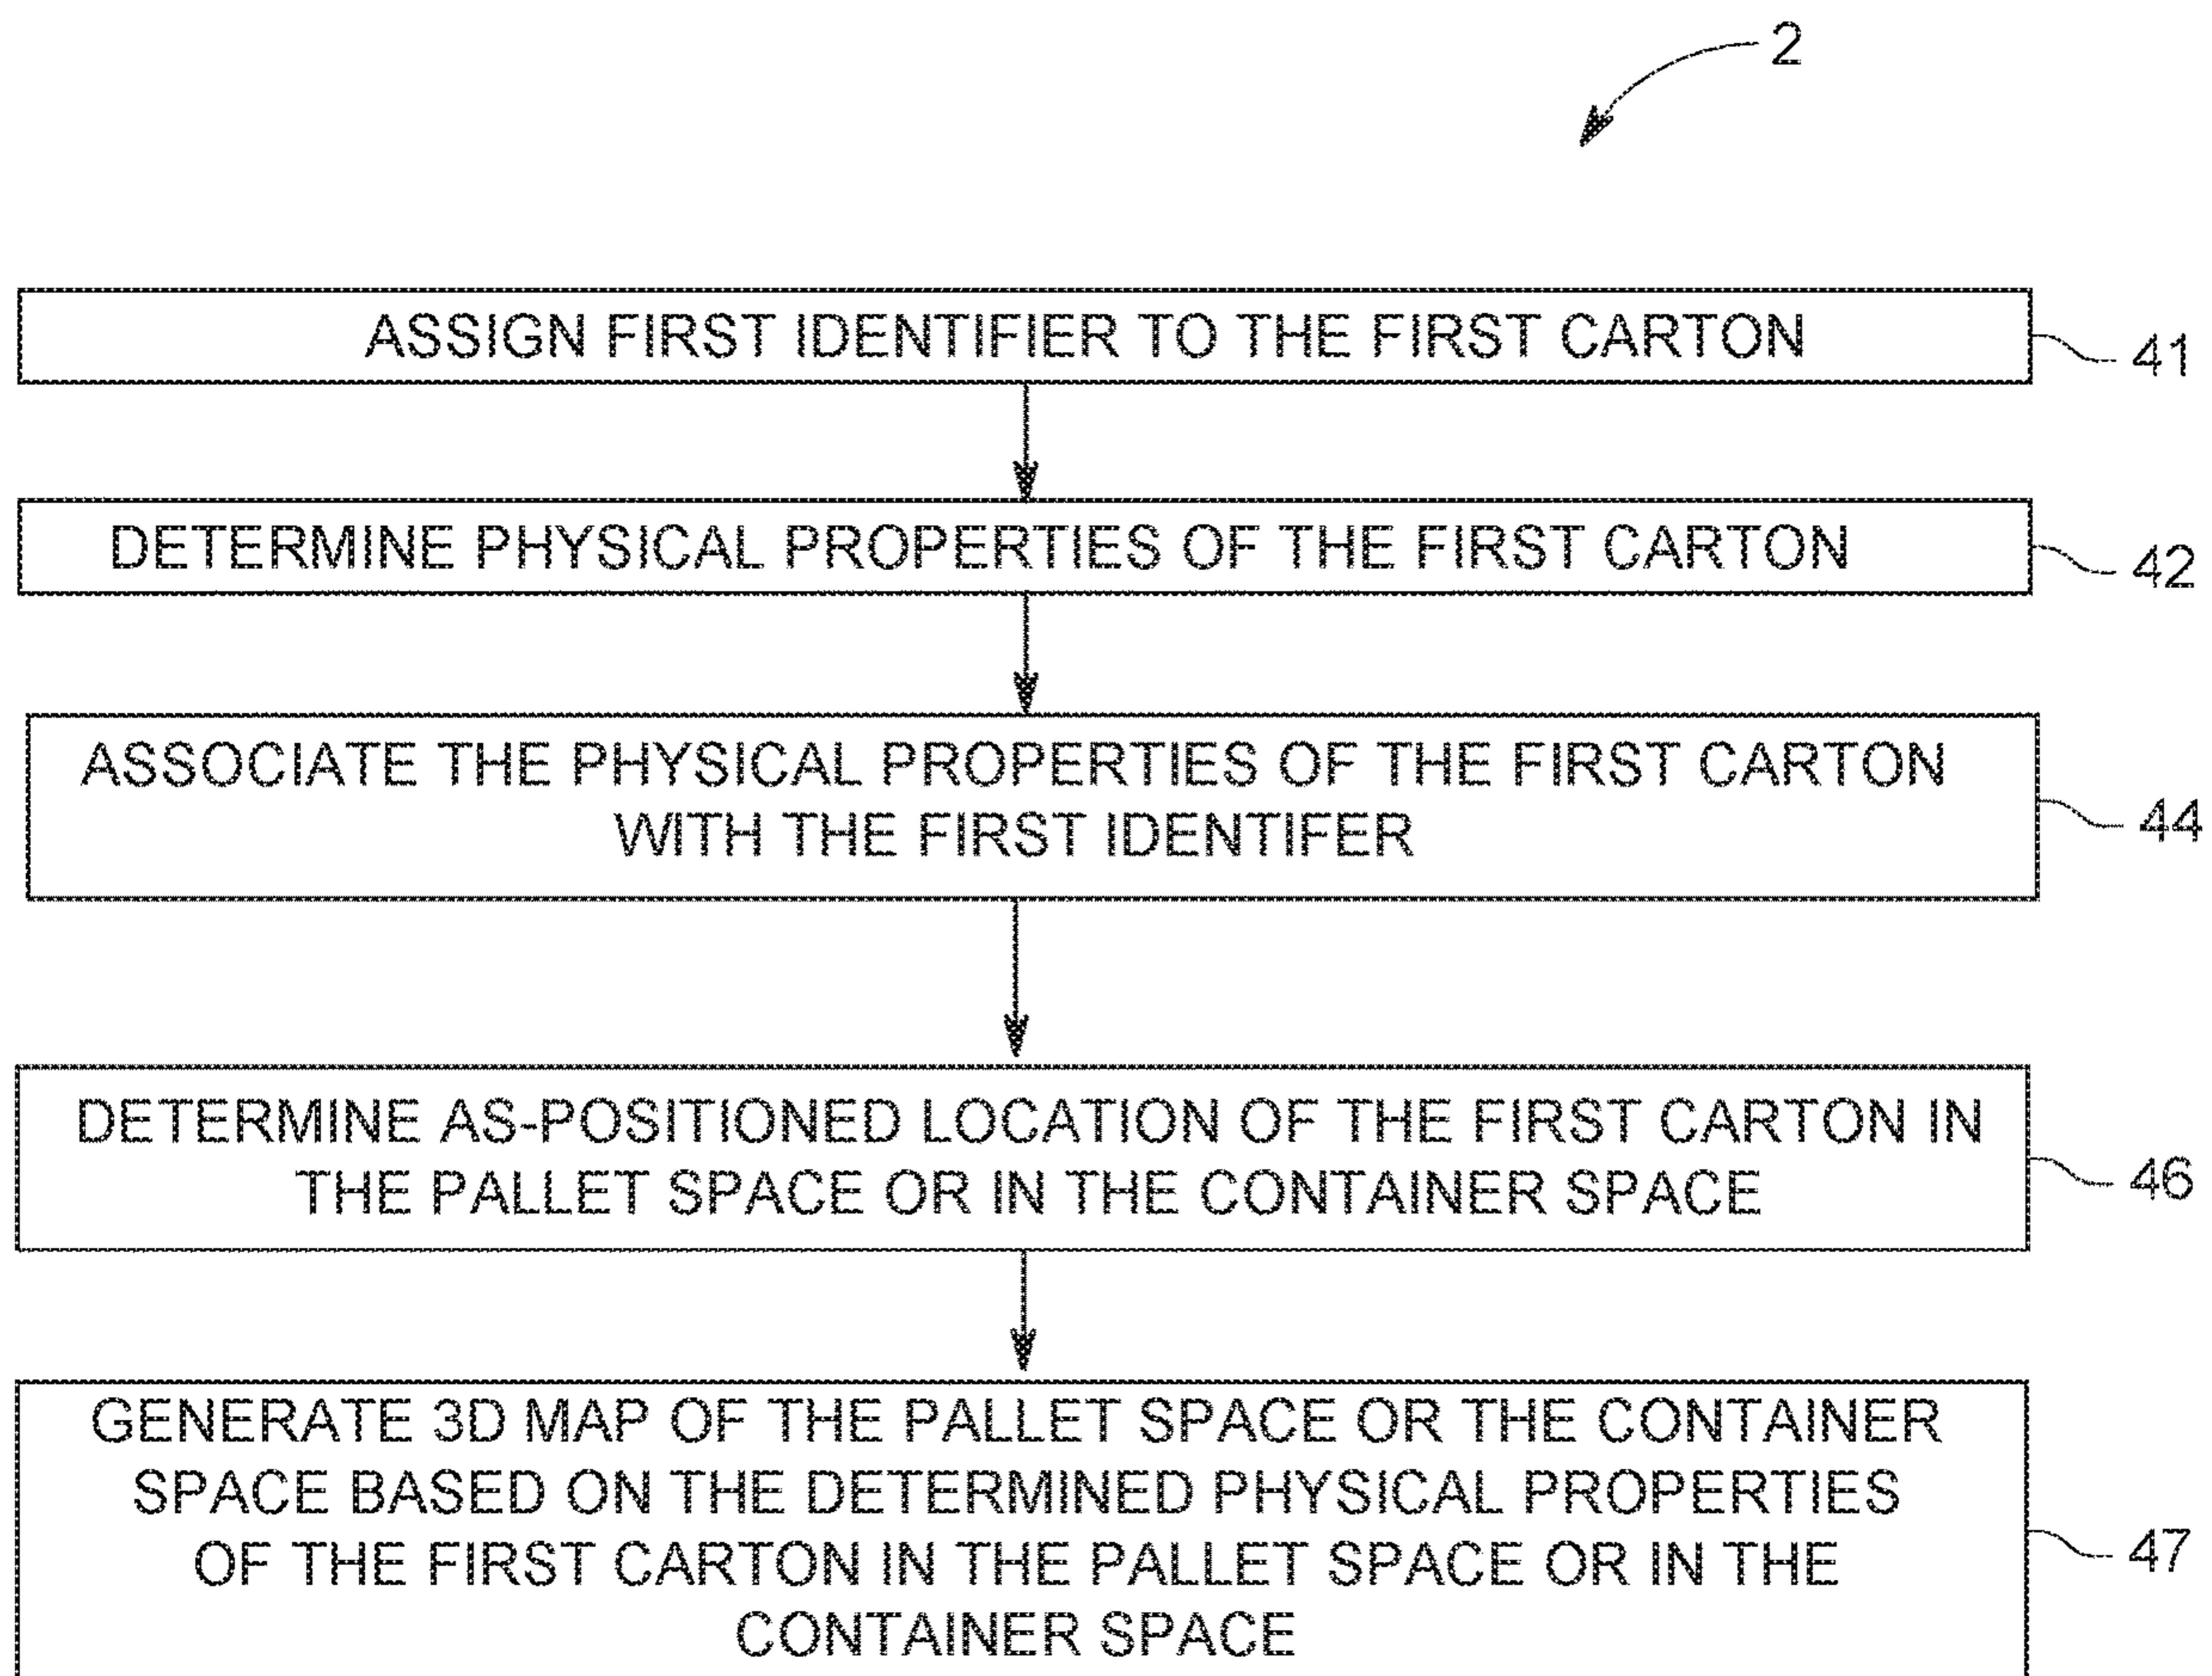 2
ASSIGN FIRST IDENTIFIER TO THE FIRST CARTON
41
DETERMINE PHYSICAL PROPERTIES OF THE FIRST CARTON
42
ASSOCIATE THE PHYSICAL PROPERTIES OF THE FIRST CARTON
WITH THE FIRST IDENTIFER
44
DETERMINE AS-POSITIONED LOCATION OF THE FIRST CARTON IN
THE PALLET SPACE OR IN THE CONTAINER SPACE
46
GENERATE 3D MAP OF THE PALLET SPACE OR THE CONTAINER
SPACE BASED ON THE DETERMINED PHYSICAL PROPERTIES
OF THE FIRST CARTON IN THE PALLET SPACE OR IN THE
CONTAINER SPACE
47